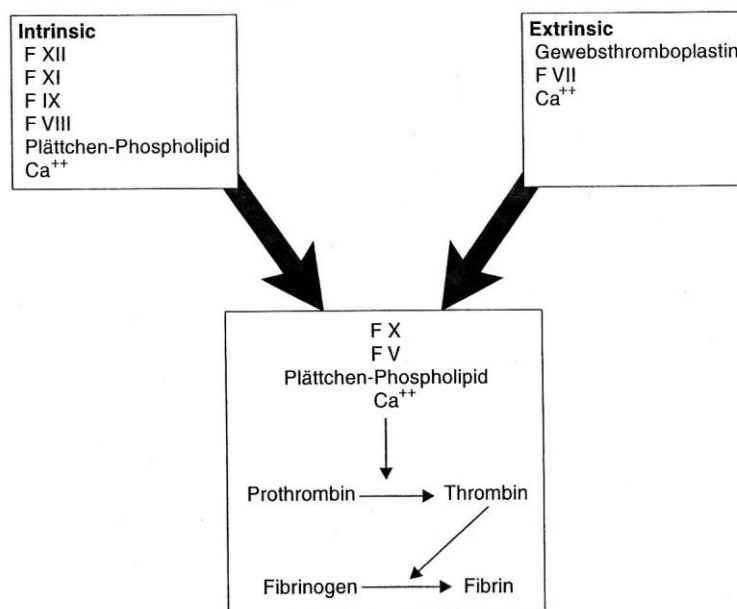 Intrinsic
F XII
F XI
F IX
F VIII
Plättchen-Phospholipid
Ca++
Extrinsic
Gewebsthromboplastin
F VII
Ca++
F X
F V
Plättchen-Phospholipid
Ca++
Prothrombin
Thrombin
Fibrinogen
Fibrin